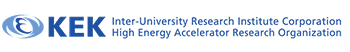 KEK
Inter-University Research Institute Corporation
High Energy Accelerator Research Organization